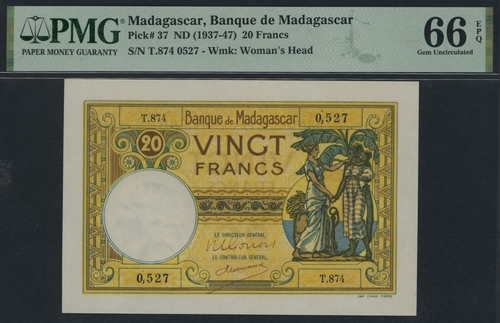 PMG
PAPER MONEY GUARANTY
Madagascar, Banque de Madagascar
Pick# 37 ND (1937-47) 20 Francs
S/N T.874 0527 - Wmk: Woman's Head
66 EPQ
Gem Uncirculated
T.874 Banque de Madagascar 0,527
20 VINGT
FRANCS
LE DIRECTEUR GÉNÉRAL,
LE CONTROLEUR GÉNÉRAL,
0,527 T.874